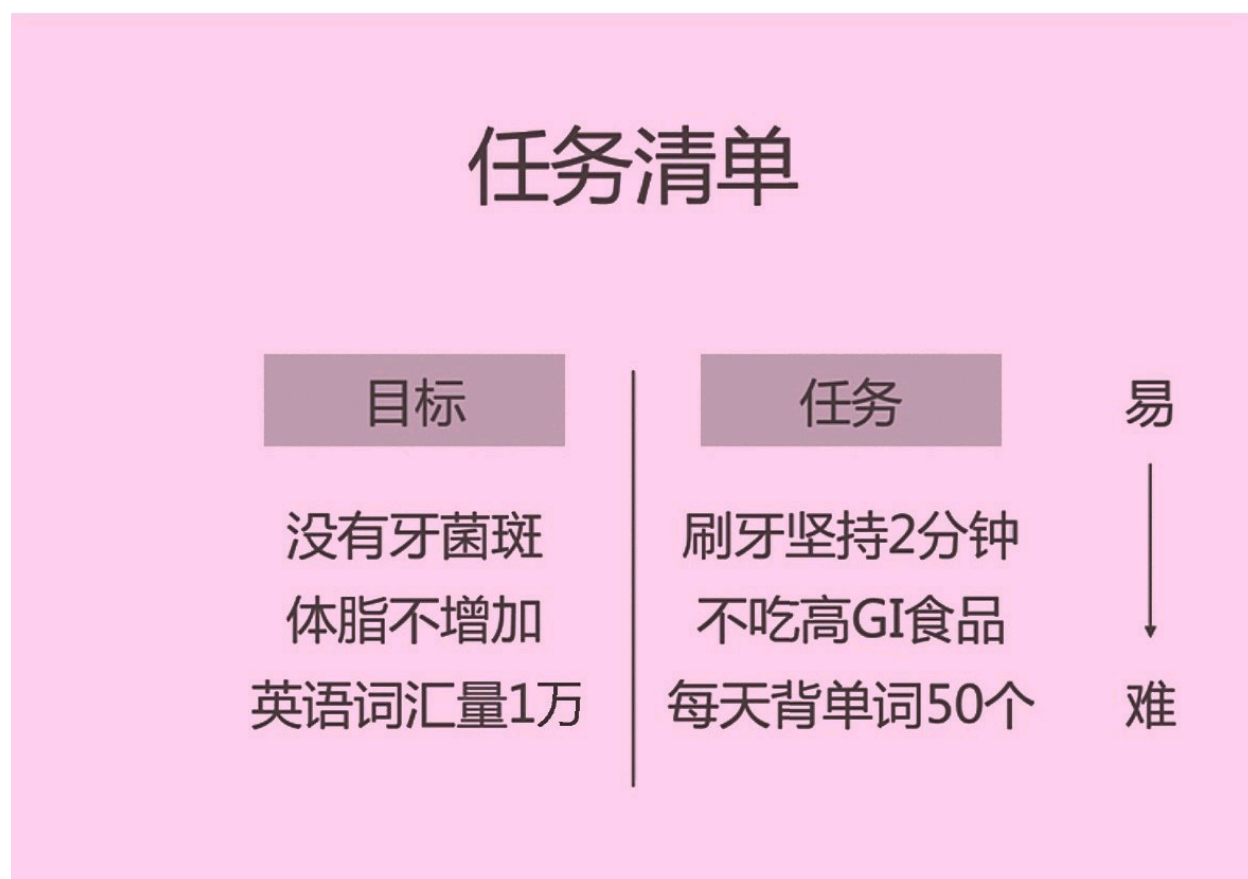 任务清单
目标 任务 易
没有牙菌斑 刷牙坚持2分钟
体脂不增加 不吃高GI食品
英语词汇量1万 每天背单词50个 难